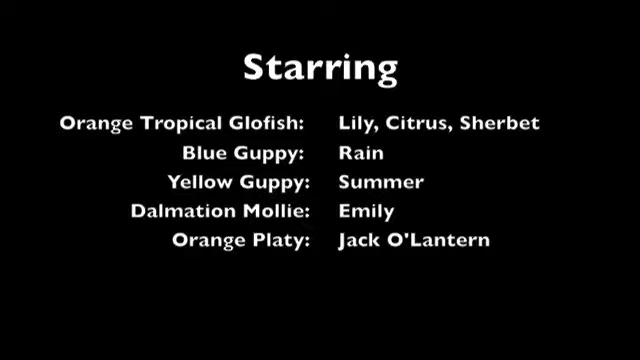 Starring
Orange Tropical Glofish: Lily, Citrus, Sherbet
Blue Guppy: Rain
Yellow Guppy: Summer
Dalmation Mollie: Emily
Orange Platy: Jack O'Lantern